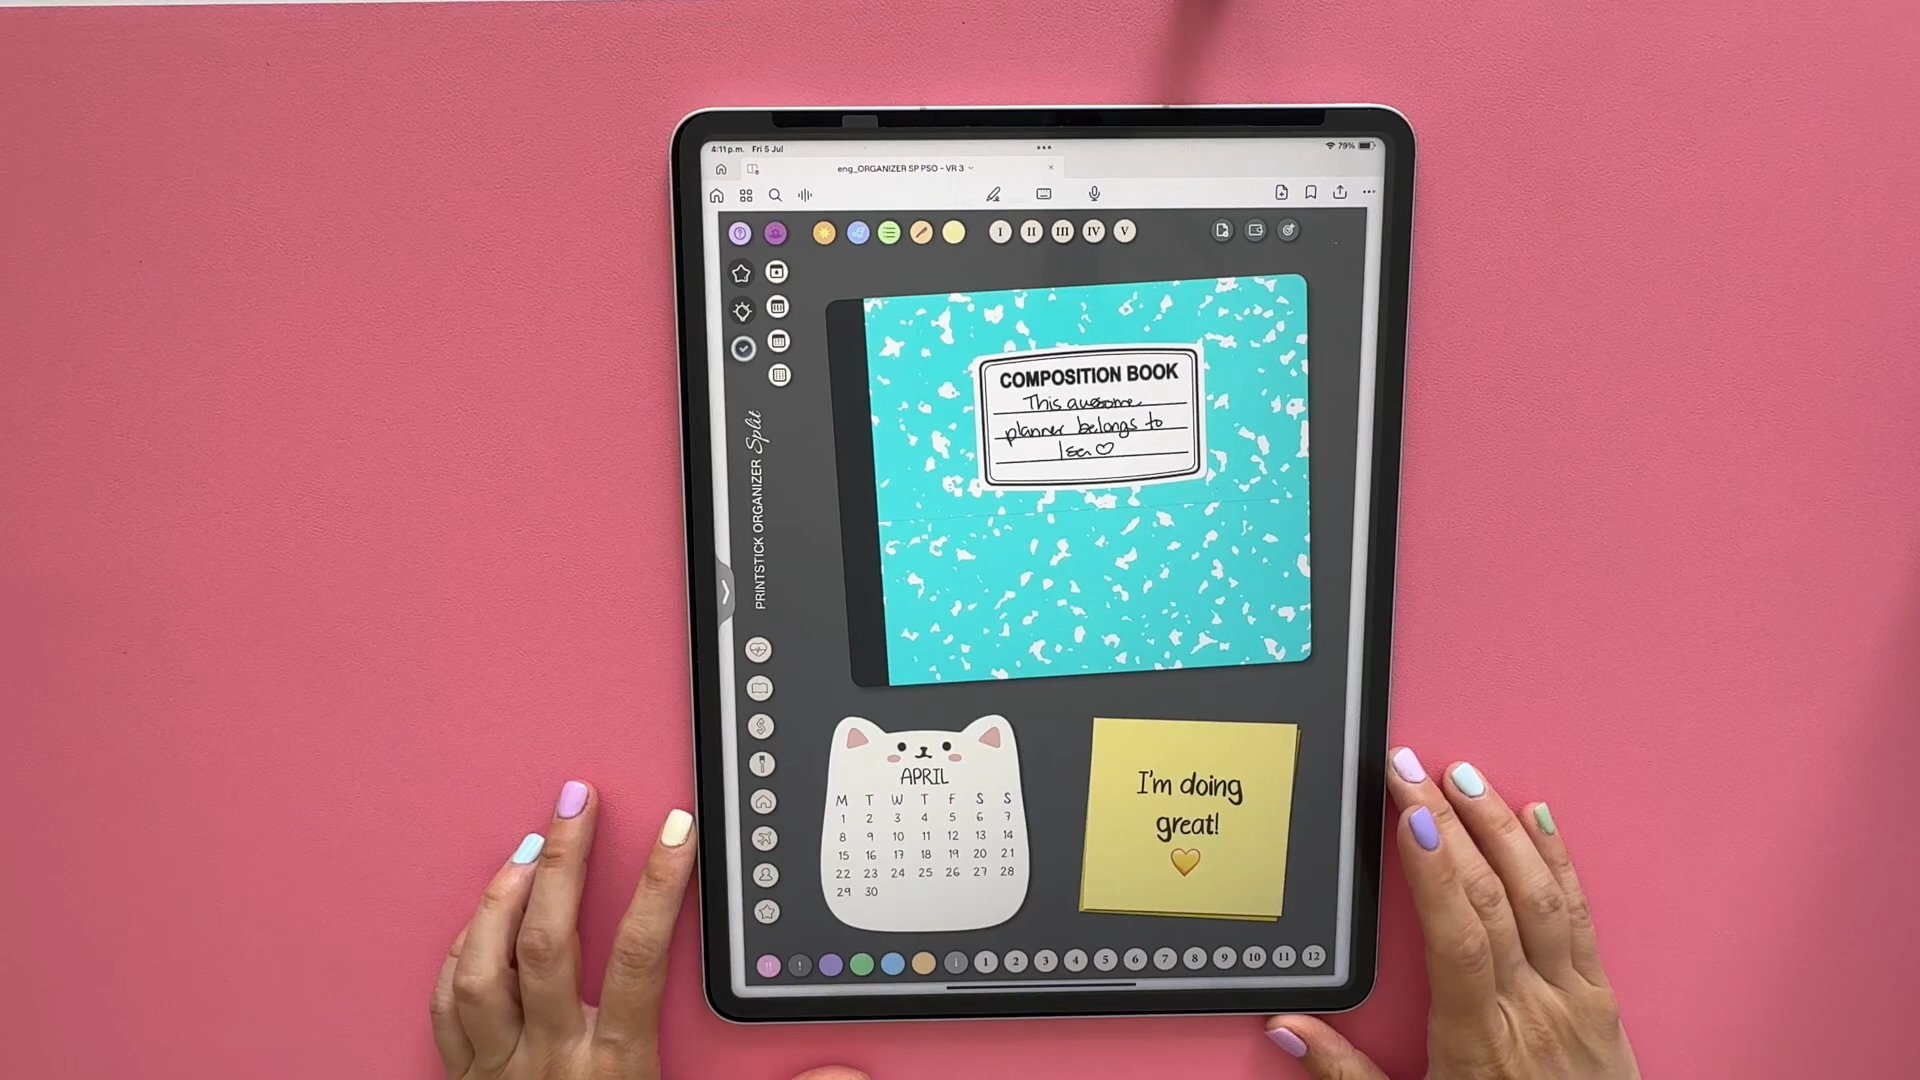 4:11 p.m. Fri 5 Jul
79%
eng_ORGANIZER SP PSO - VR 3
I II III IV V
PRINTSTICK ORGANIZER Split
COMPOSITION BOOK
This awesome
planner belongs to
Isa
APRIL
M T W T F S S
1 2 3 4 5 6 7
8 9 10 11 12 13 14
15 16 17 18 19 20 21
22 23 24 25 26 27 28
29 30
I'm doing
great!
!! ! i 1 2 3 4 5 6 7 8 9 10 11 12